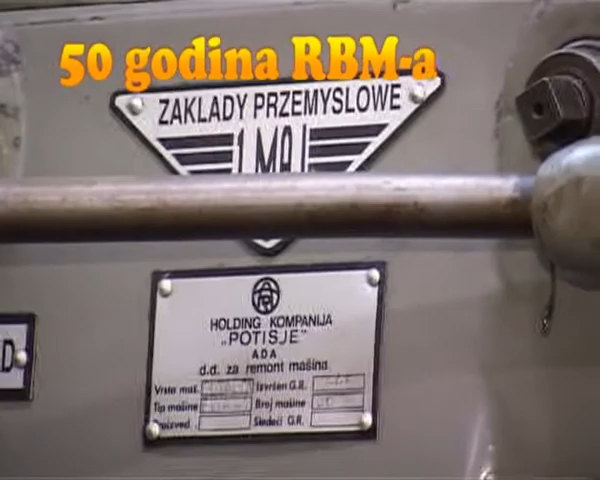 50 godina RBM-a
ZAKLADY PRZEMYSLOWE
1 MAJ
HOLDING KOMPANIJA
„POTISJE”
ADA
d.d. za remont mašina
Vrsta maš. Izvršen G.R.
Tip mašine Broj mašine
Proizved. Sledeći G.R.
D